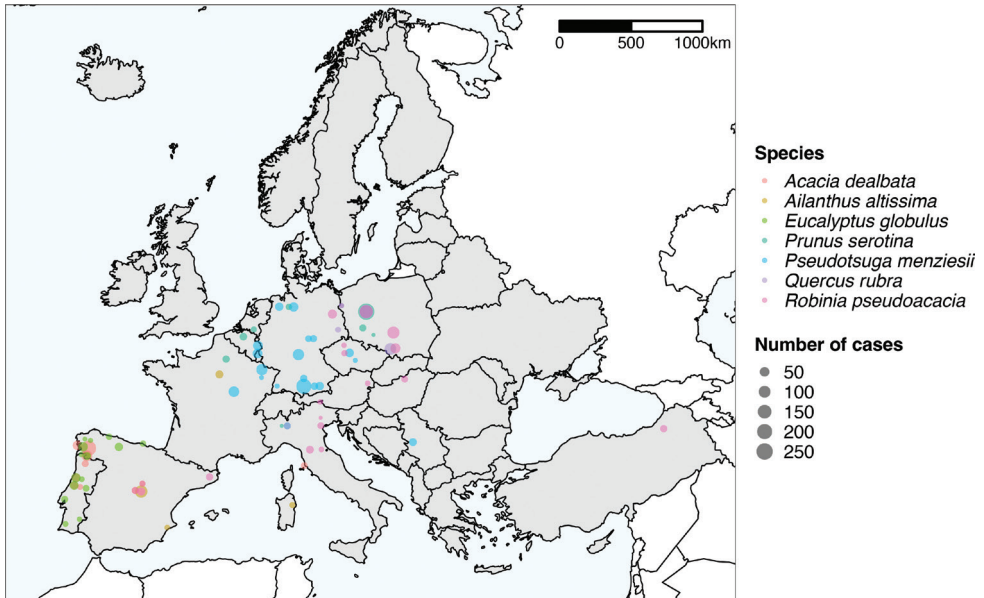 0 500 1000km
Species
Acacia dealbata
Ailanthus altissima
Eucalyptus globulus
Prunus serotina
Pseudotsuga menziesii
Quercus rubra
Robinia pseudoacacia
Number of cases
50
100
150
200
250